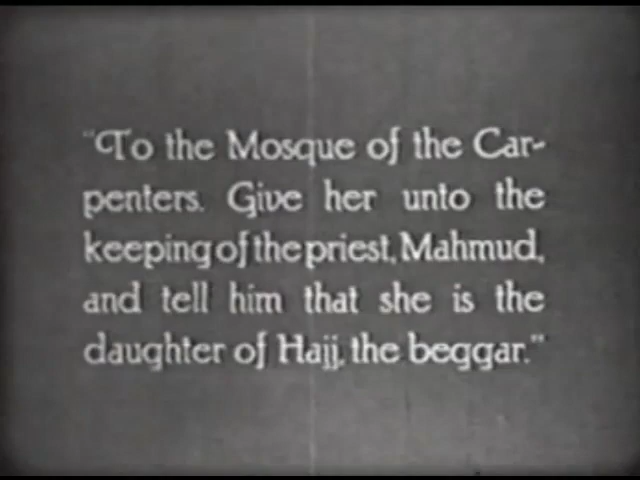 "To the Mosque of the Car-
penters. Give her unto the
keeping of the priest, Mahmud,
and tell him that she is the
daughter of Hajj, the beggar."